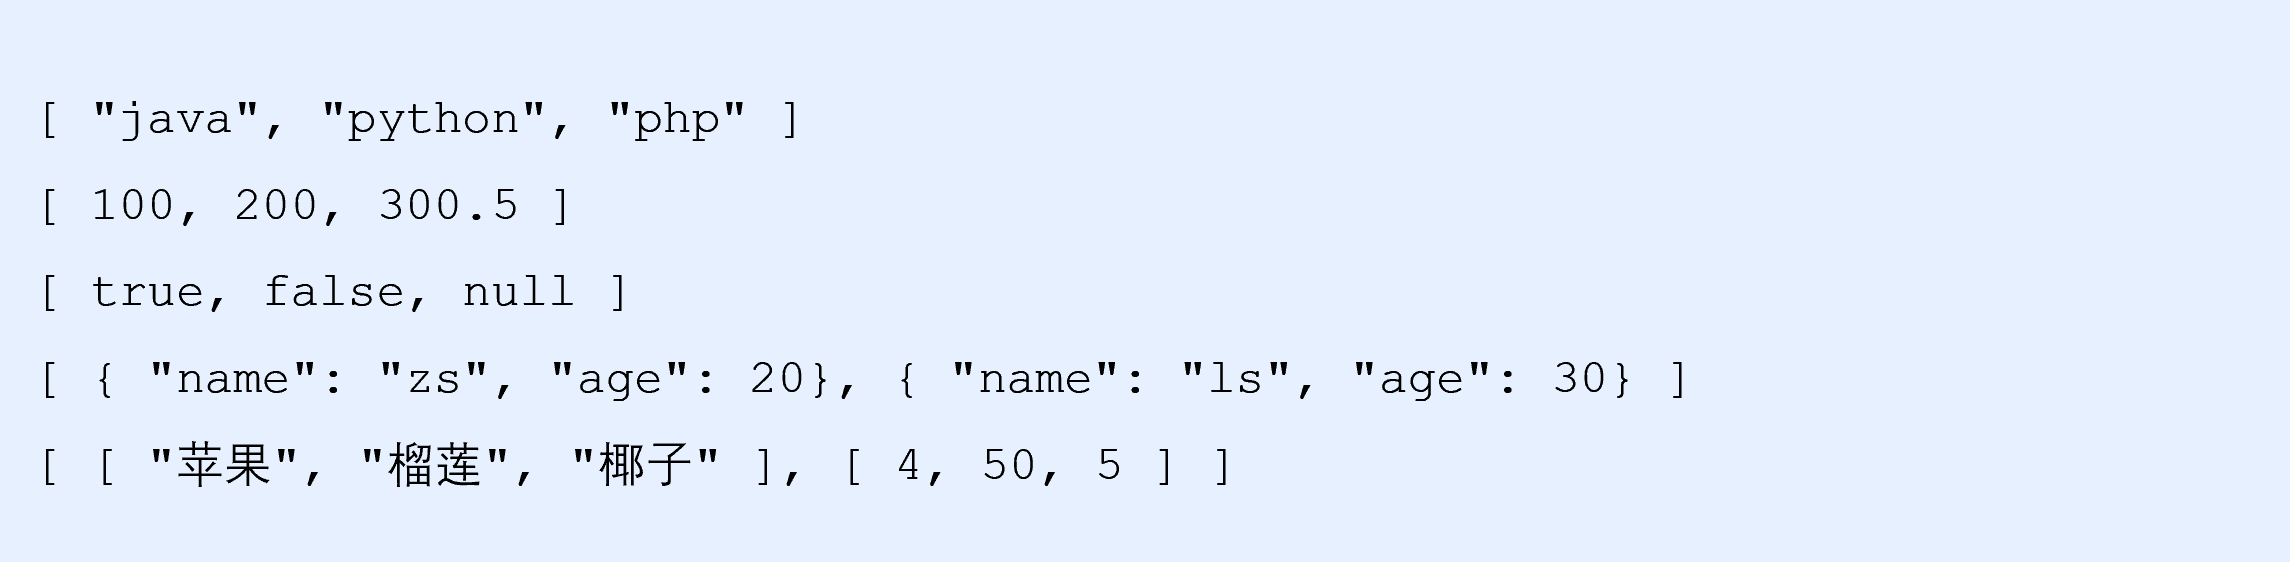 [ "java", "python", "php" ]
[ 100, 200, 300.5 ]
[ true, false, null ]
[ { "name": "zs", "age": 20}, { "name": "ls", "age": 30} ]
[ [ "苹果", "榴莲", "椰子" ], [ 4, 50, 5 ] ]